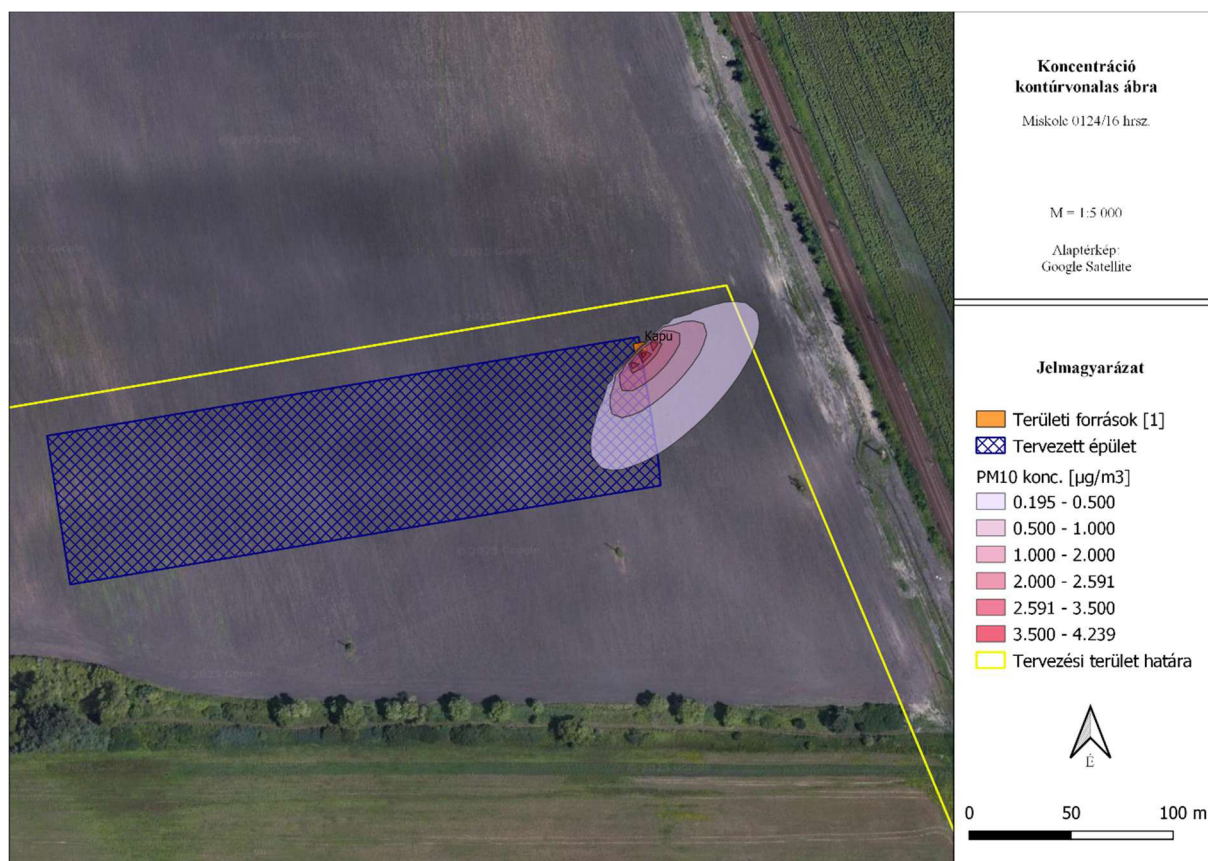 Koncentráció
kontúrvonalas ábra
Miskolc 0124/16 hrsz.
M = 1:5 000
Alaptérkép:
Google Satellite
Kapu
Jelmagyarázat
Területi források [1]
Tervezett épület
PM10 konc. [µg/m3]
0.195 - 0.500
0.500 - 1.000
1.000 - 2.000
2.000 - 2.591
2.591 - 3.500
3.500 - 4.239
Tervezési terület határa
É
0 50 100 m